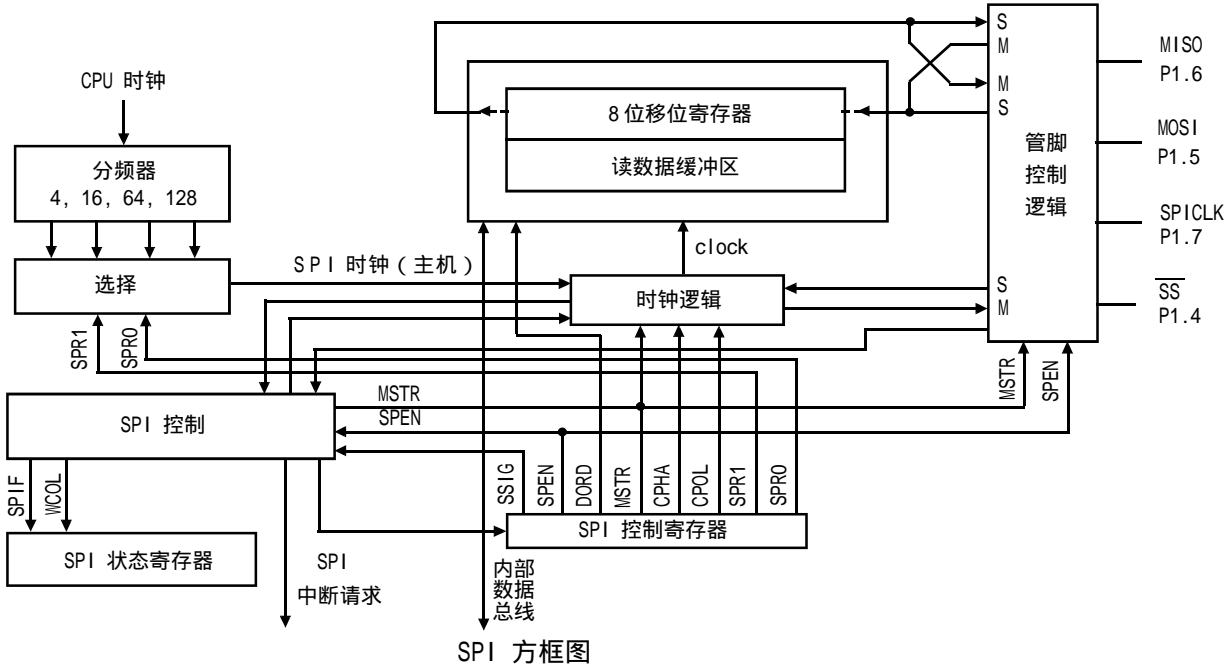 S
M
M
S
MISO
P1.6
MOSI
P1.5
SPICLK
P1.7
SS
P1.4
管脚
控制
逻辑
CPU 时钟
分频器
4, 16, 64, 128
选择
8 位移位寄存器
读数据缓冲区
clock
SPI 时钟（主机）
时钟逻辑
S
M
SPR1
SPR0
MSTR
SPEN
SPI 控制
MSTR
SPEN
SPIF
WCOL
SSIG
SPEN
DORD
MSTR
CPHA
CPOL
SPR1
SPR0
SPI 控制寄存器
SPI 状态寄存器
SPI
中断请求
内部
数据
总线
SPI 方框图